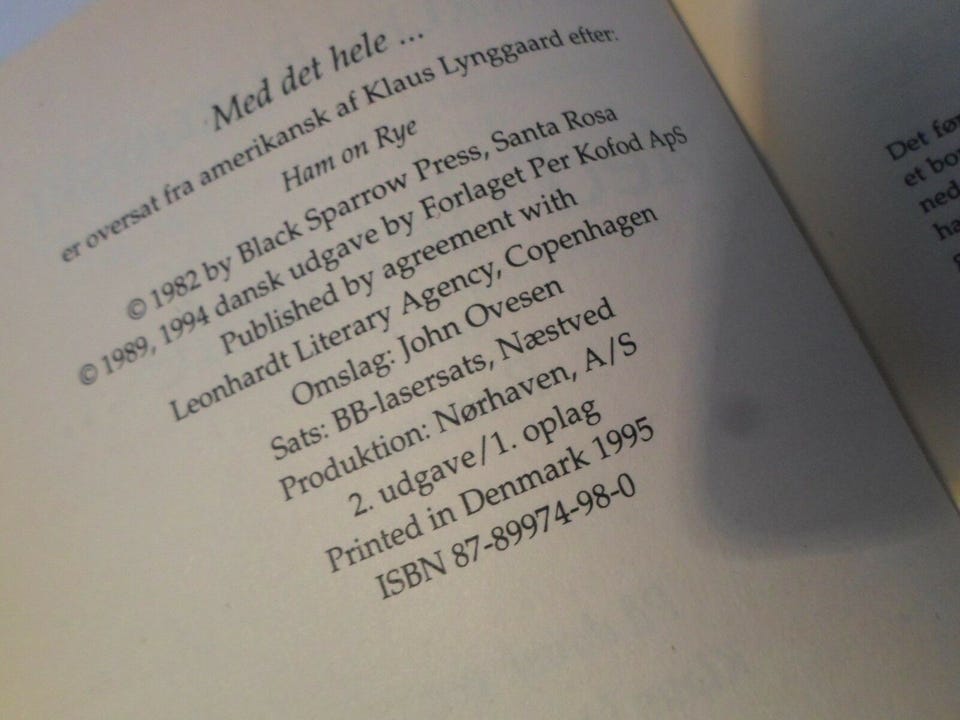 Med det hele ...
er oversat fra amerikansk af Klaus Lynggaard efter:
Ham on Rye
© 1982 by Black Sparrow Press, Santa Rosa
© 1989, 1994 dansk udgave by Forlaget Per Kofod ApS
Published by agreement with
Leonhardt Literary Agency, Copenhagen
Omslag: John Ovesen
Sats: BB-lasersats, Næstved
Produktion: Nørhaven, A/S
2. udgave/1. oplag
Printed in Denmark 1995
ISBN 87-89974-98-0
Det
et